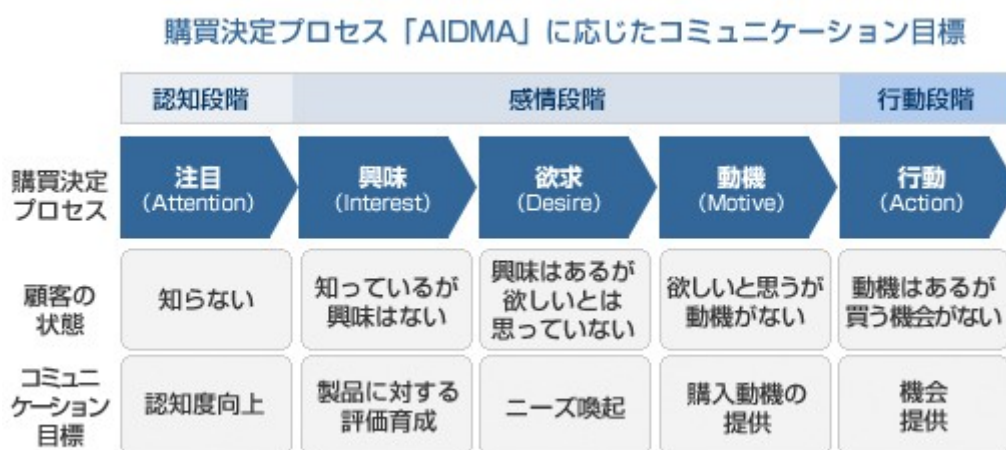 購買決定プロセス「AIDMA」に応じたコミュニケーション目標
認知段階
感情段階
行動段階
購買決定
プロセス
注目
(Attention)
興味
(Interest)
欲求
(Desire)
動機
(Motive)
行動
(Action)
顧客の
状態
知らない
知っているが
興味はない
興味はあるが
欲しいとは
思っていない
欲しいと思うが
動機がない
動機はあるが
買う機会がない
コミュニ
ケーション
目標
認知度向上
製品に対する
評価育成
ニーズ喚起
購入動機の
提供
機会
提供